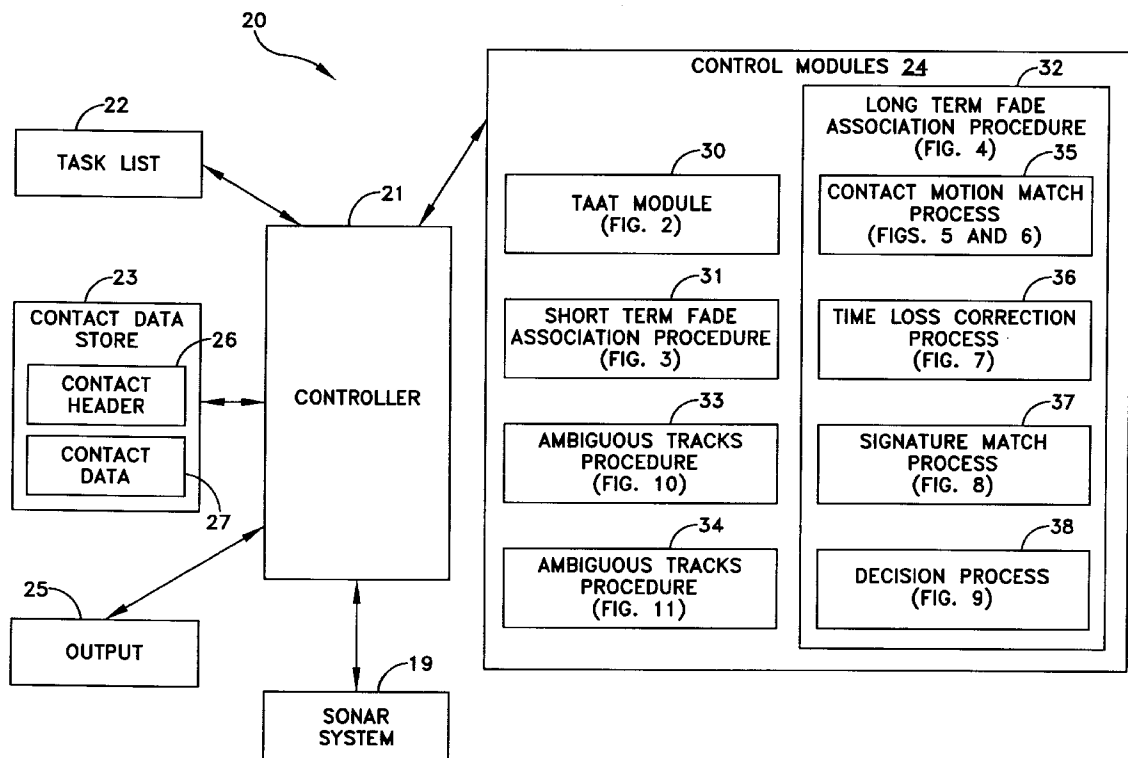 20
22
TASK LIST
21
CONTROLLER
23
CONTACT DATA
STORE
26
CONTACT
HEADER
CONTACT
DATA
27
25
OUTPUT
19
SONAR
SYSTEM
CONTROL MODULES 24
30
TAAT MODULE
(FIG. 2)
31
SHORT TERM FADE
ASSOCIATION PROCEDURE
(FIG. 3)
33
AMBIGUOUS TRACKS
PROCEDURE
(FIG. 10)
34
AMBIGUOUS TRACKS
PROCEDURE
(FIG. 11)
32
LONG TERM FADE
ASSOCIATION PROCEDURE
(FIG. 4)
35
CONTACT MOTION MATCH
PROCESS
(FIGS. 5 AND 6)
36
TIME LOSS CORRECTION
PROCESS
(FIG. 7)
37
SIGNATURE MATCH
PROCESS
(FIG. 8)
38
DECISION PROCESS
(FIG. 9)